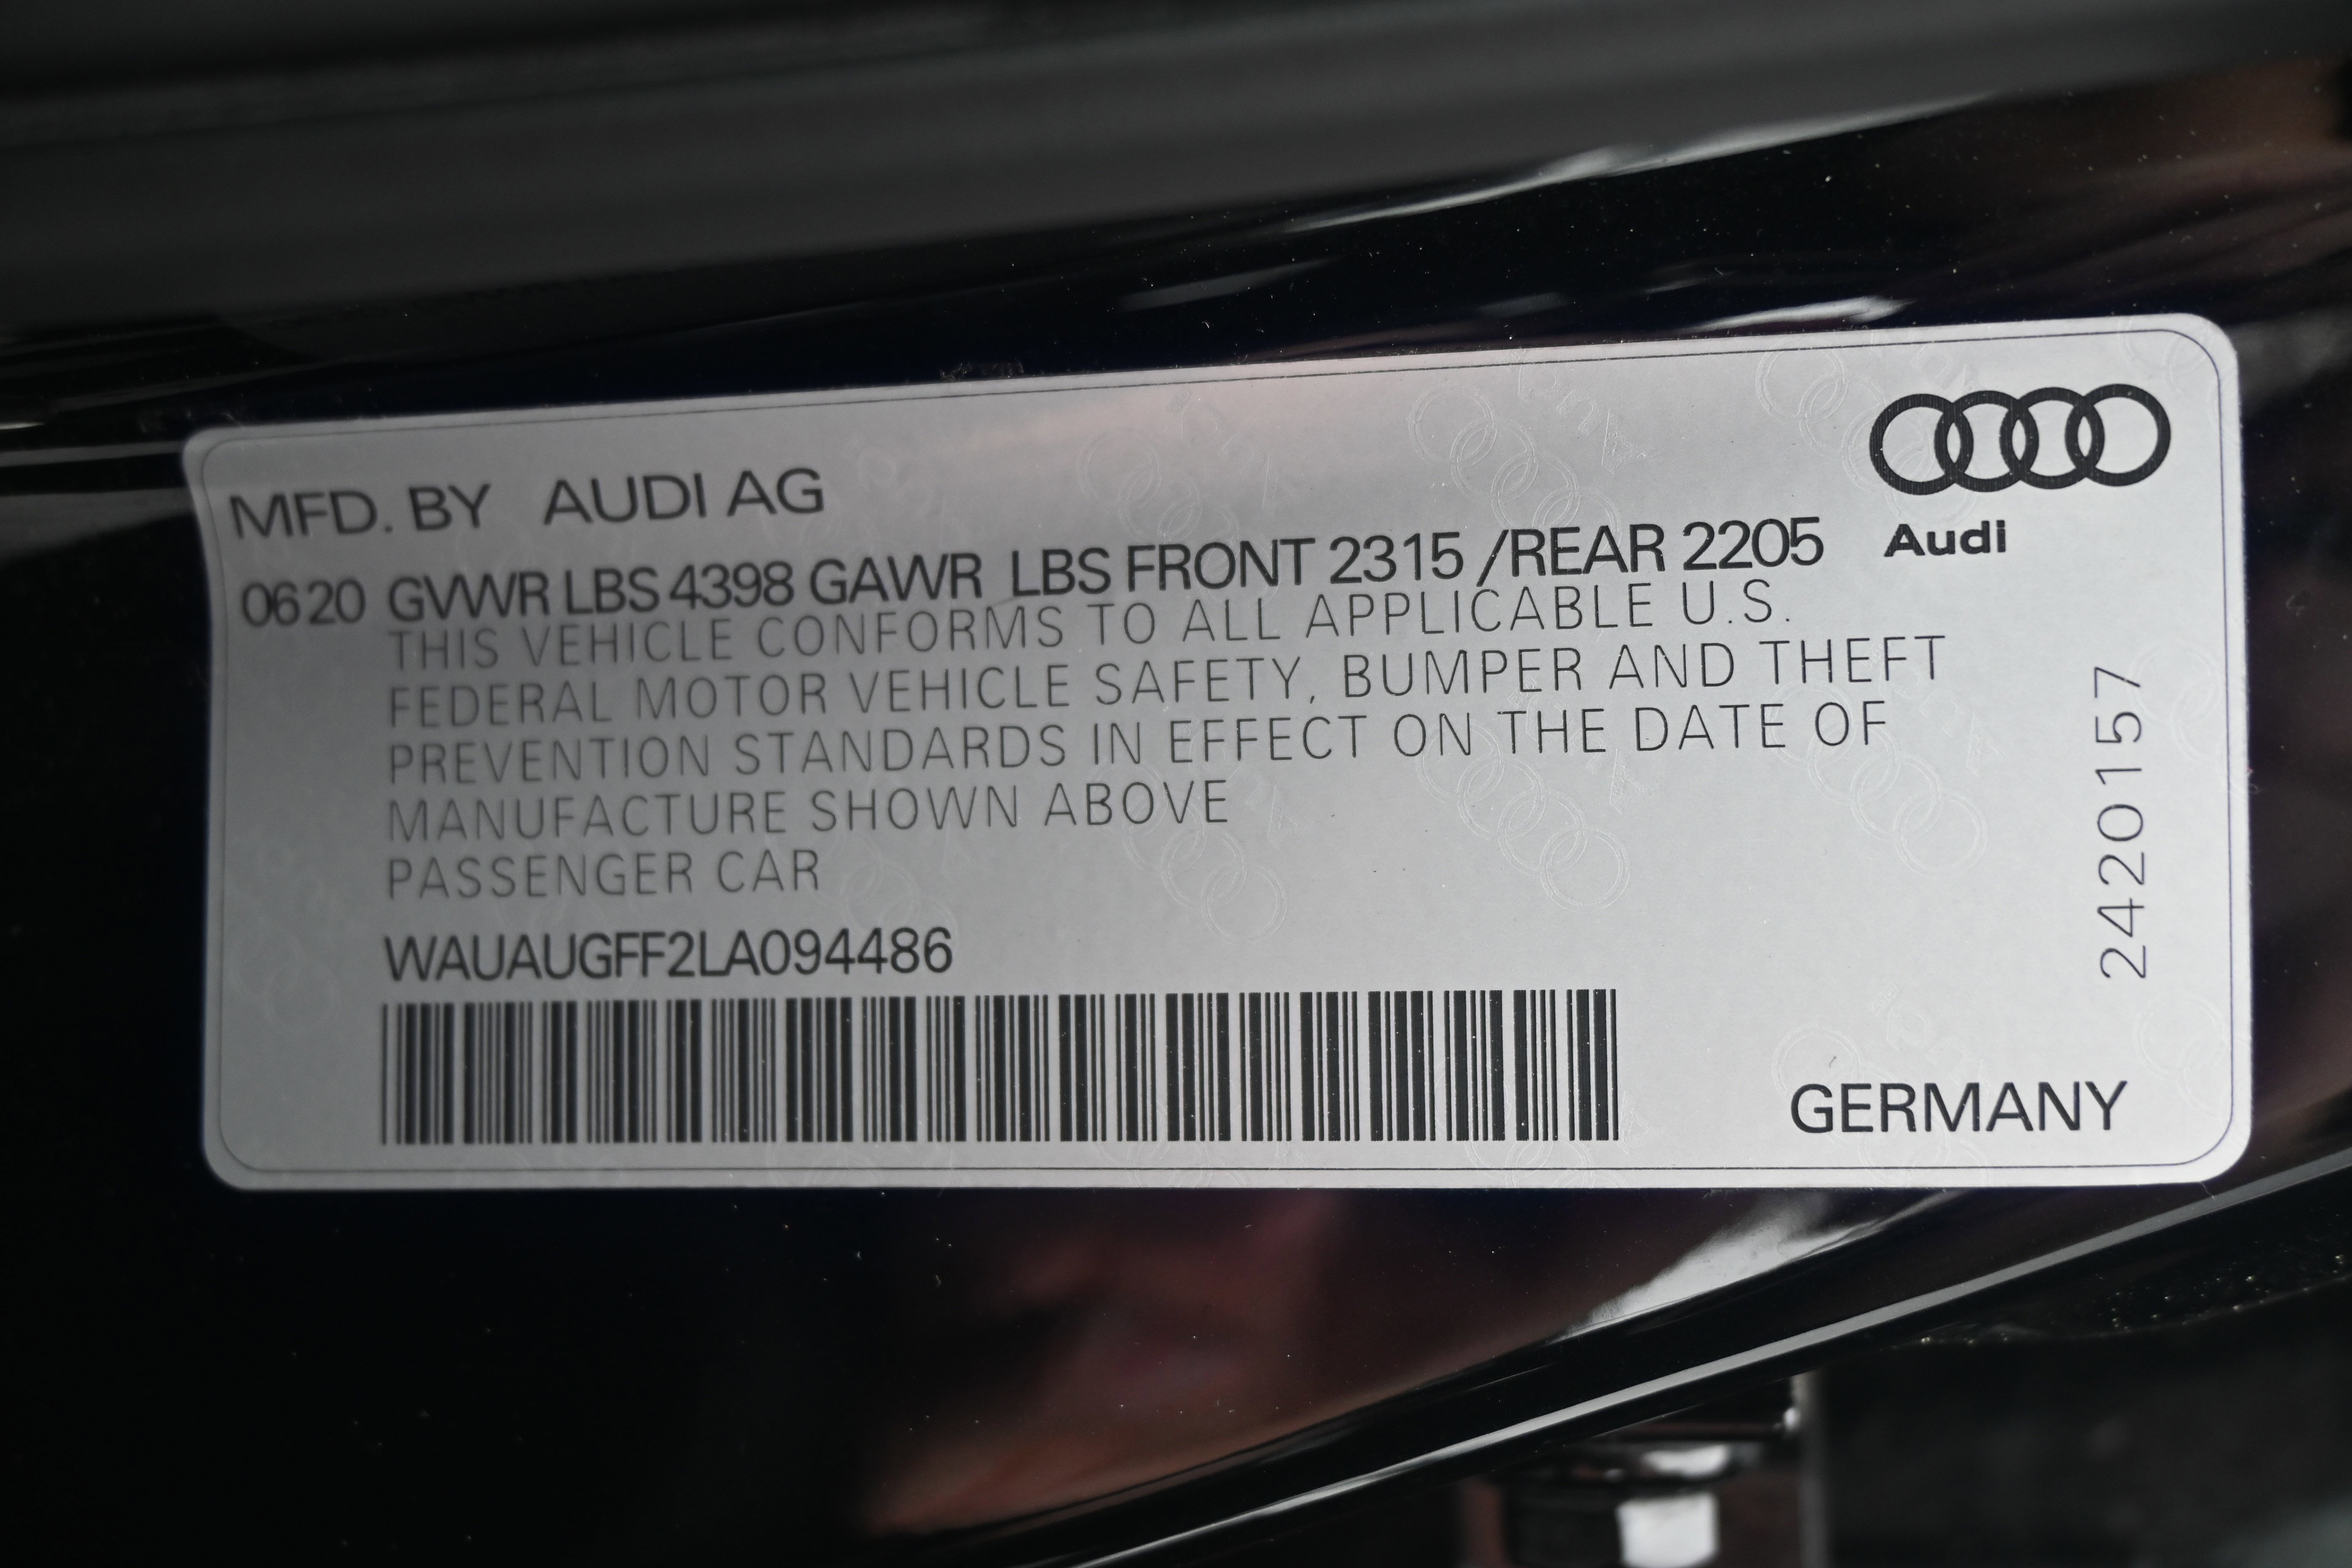 MFD. BY AUDI AG
0620 GVWR LBS 4398 GAWR LBS FRONT 2315 /REAR 2205
Audi
THIS VEHICLE CONFORMS TO ALL APPLICABLE U.S.
FEDERAL MOTOR VEHICLE SAFETY, BUMPER AND THEFT
PREVENTION STANDARDS IN EFFECT ON THE DATE OF
MANUFACTURE SHOWN ABOVE
PASSENGER CAR
WAUAUGFF2LA094486
2420157
GERMANY